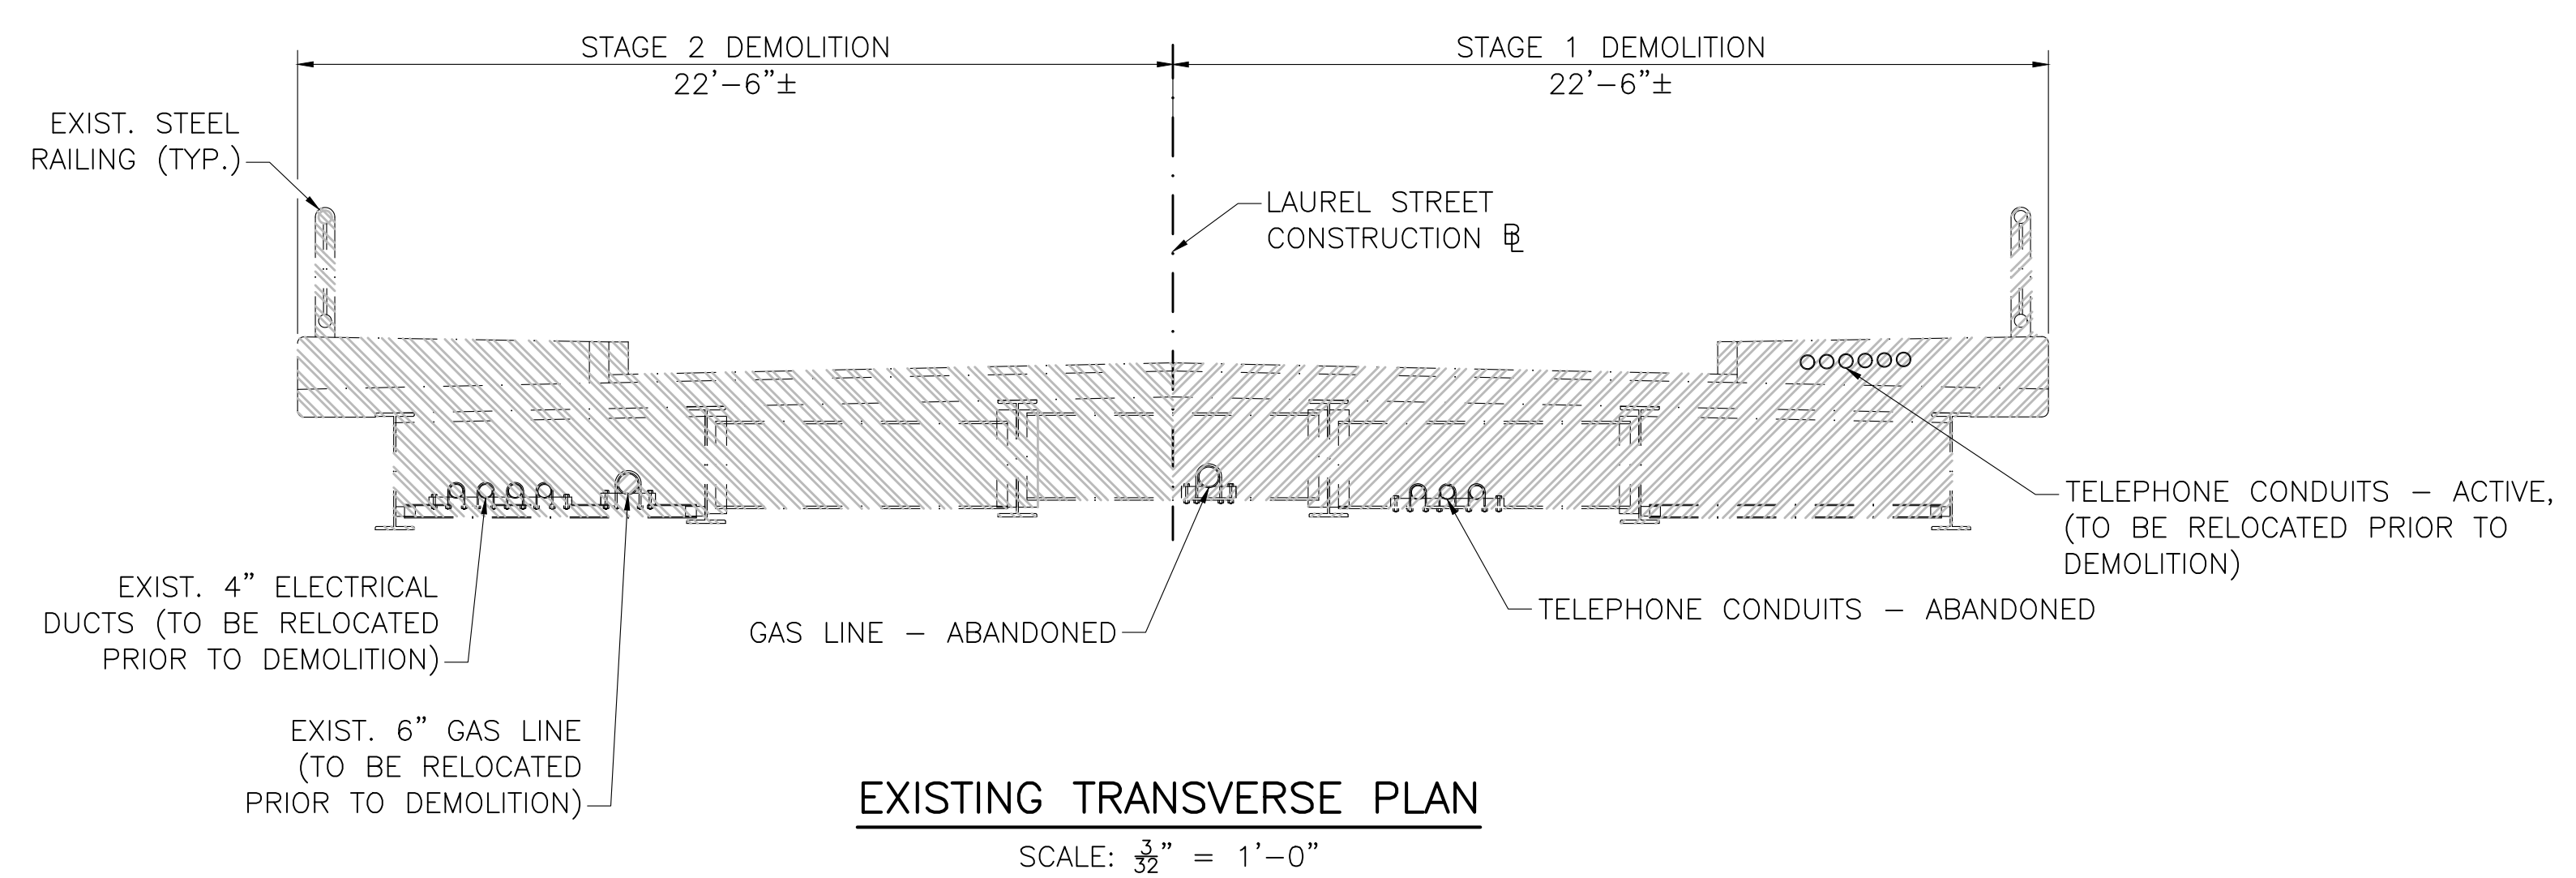 STAGE 2 DEMOLITION
22'-6"±
STAGE 1 DEMOLITION
22'-6"±
EXIST. STEEL
RAILING (TYP.)
LAUREL STREET
CONSTRUCTION BL
TELEPHONE CONDUITS – ACTIVE,
(TO BE RELOCATED PRIOR TO
DEMOLITION)
EXIST. 4" ELECTRICAL
DUCTS (TO BE RELOCATED
PRIOR TO DEMOLITION)
GAS LINE – ABANDONED
TELEPHONE CONDUITS – ABANDONED
EXIST. 6" GAS LINE
(TO BE RELOCATED
PRIOR TO DEMOLITION)
EXISTING TRANSVERSE PLAN
SCALE: 3/32" = 1'-0"